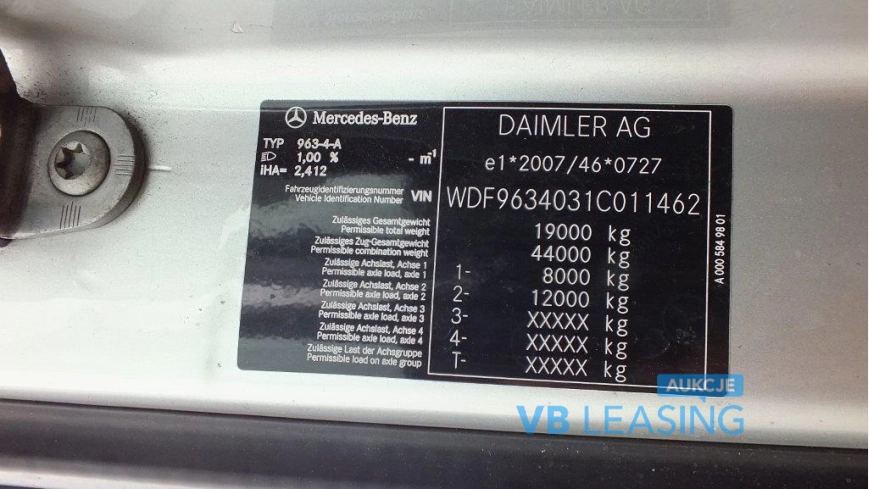 Mercedes-Benz
TYP 963-4-A
1,00 % - m⁻¹
iHA= 2,412
Fahrzeugidentifizierungsnummer
Vehicle Identification Number VIN
Zulässiges Gesamtgewicht
Permissible total weight
Zulässiges Zug-Gesamtgewicht
Permissible combination weight
Zulässige Achslast, Achse 1
Permissible axle load, axle 1
Zulässige Achslast, Achse 2
Permissible axle load, axle 2
Zulässige Achslast, Achse 3
Permissible axle load, axle 3
Zulässige Achslast, Achse 4
Permissible axle load, axle 4
Zulässige Last der Achsgruppe
Permissible load on axle group
DAIMLER AG
e1*2007/46*0727
WDF9634031C011462
19000 kg
44000 kg
1- 8000 kg
2- 12000 kg
3- XXXXX kg
4- XXXXX kg
T- XXXXX kg
A 000 584 98 01
AUKCJE
VB LEASING